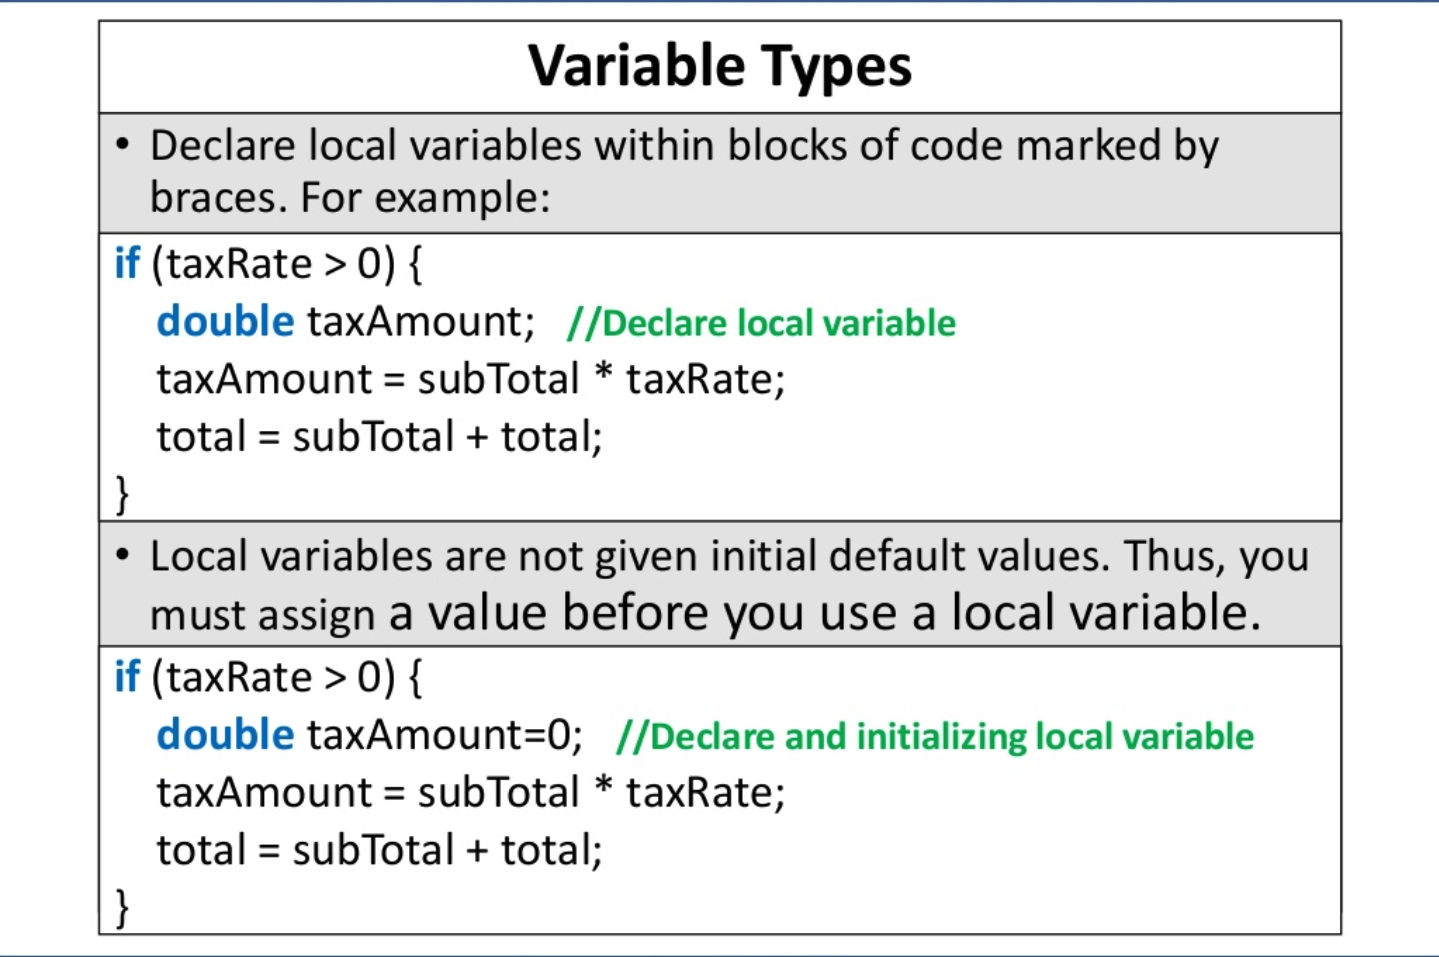 Variable Types
• Declare local variables within blocks of code marked by
braces. For example:
if (taxRate > 0) {
double taxAmount; //Declare local variable
taxAmount = subTotal * taxRate;
total = subTotal + total;
}
• Local variables are not given initial default values. Thus, you
must assign a value before you use a local variable.
if (taxRate > 0) {
double taxAmount=0; //Declare and initializing local variable
taxAmount = subTotal * taxRate;
total = subTotal + total;
}